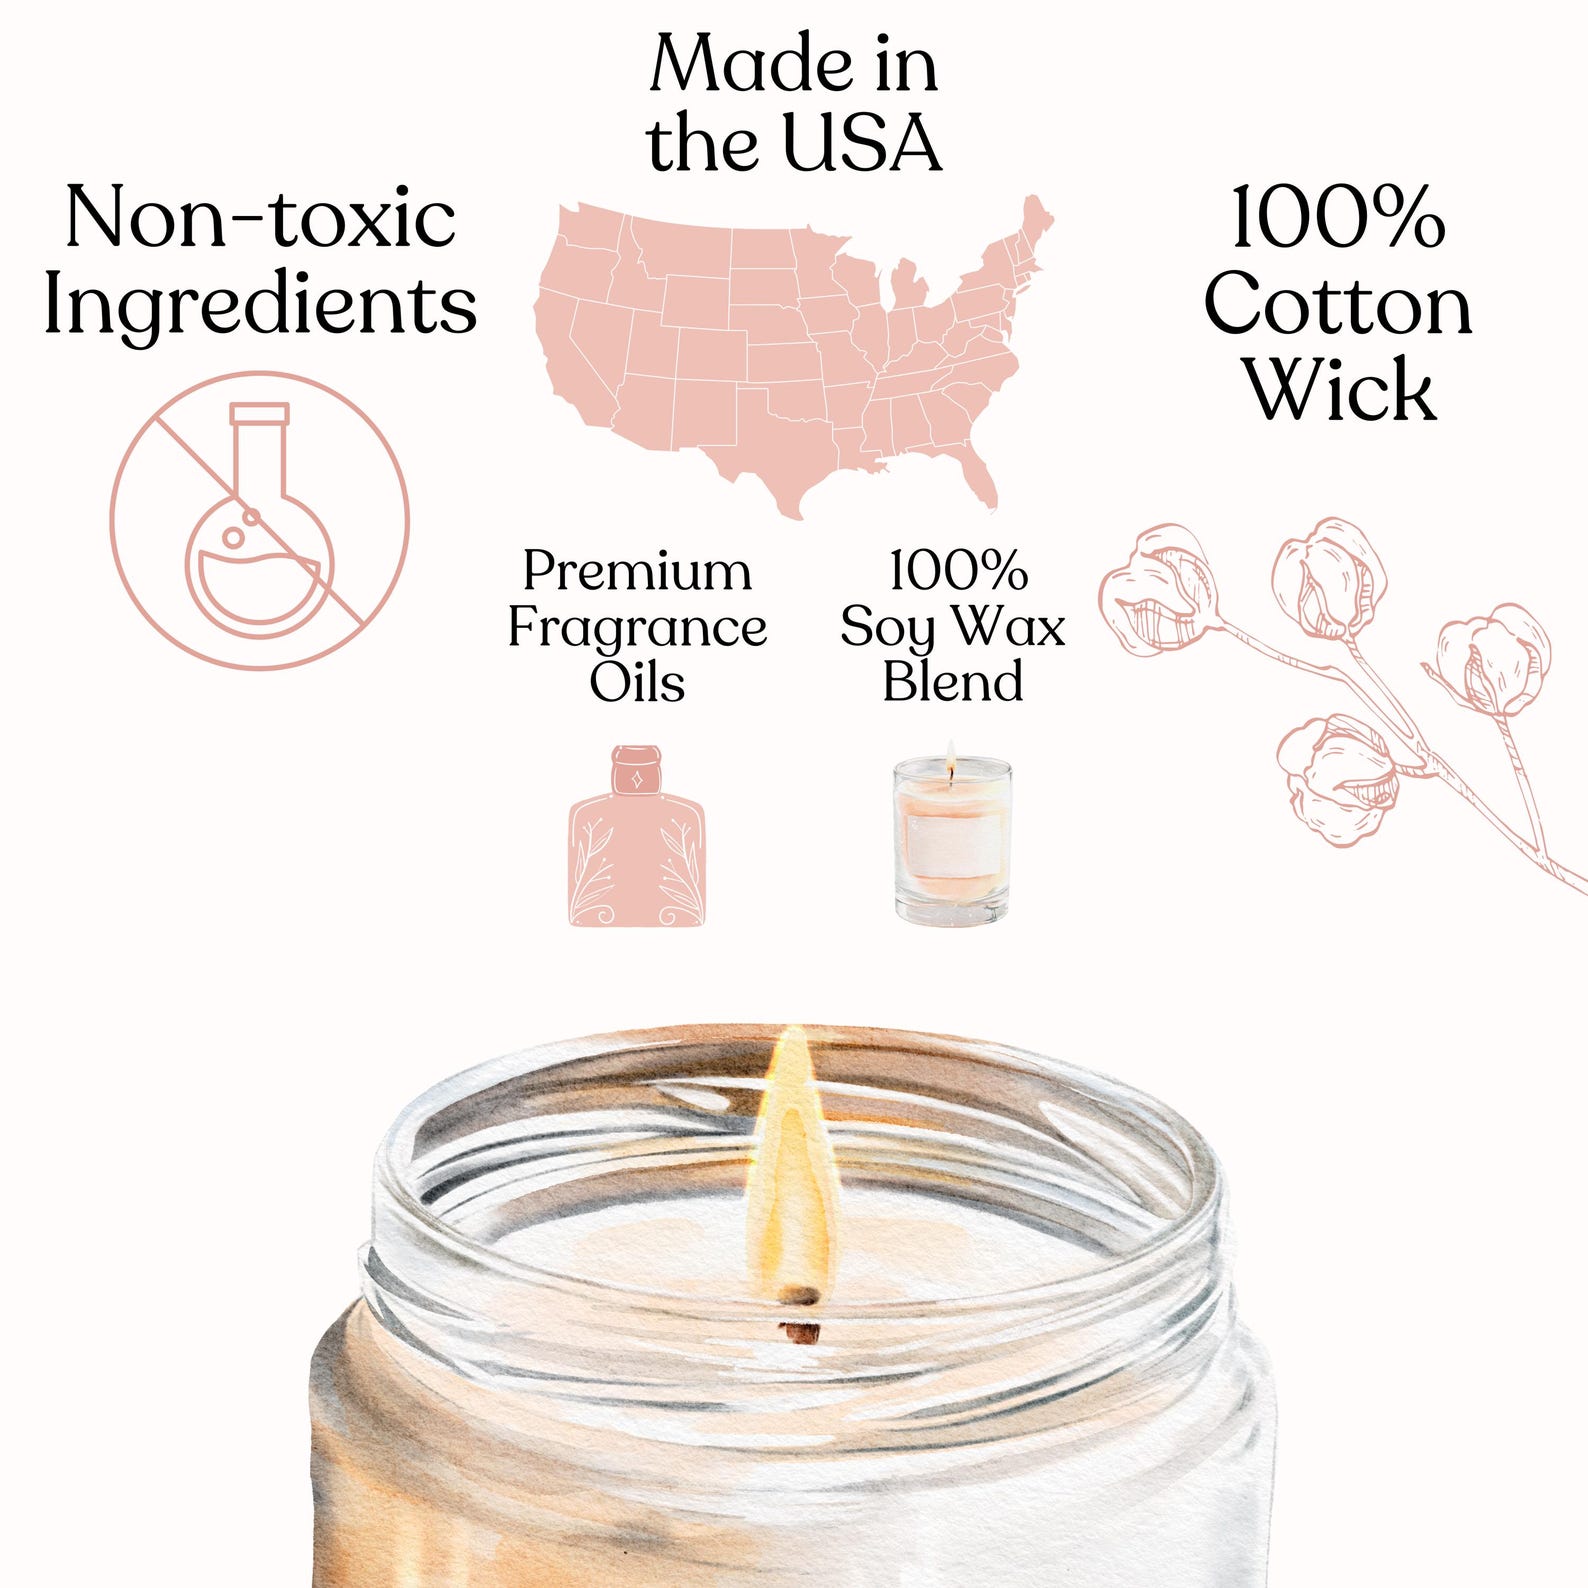 Made in
the USA
Non-toxic
Ingredients
100%
Cotton
Wick
Premium
Fragrance
Oils
100%
Soy Wax
Blend